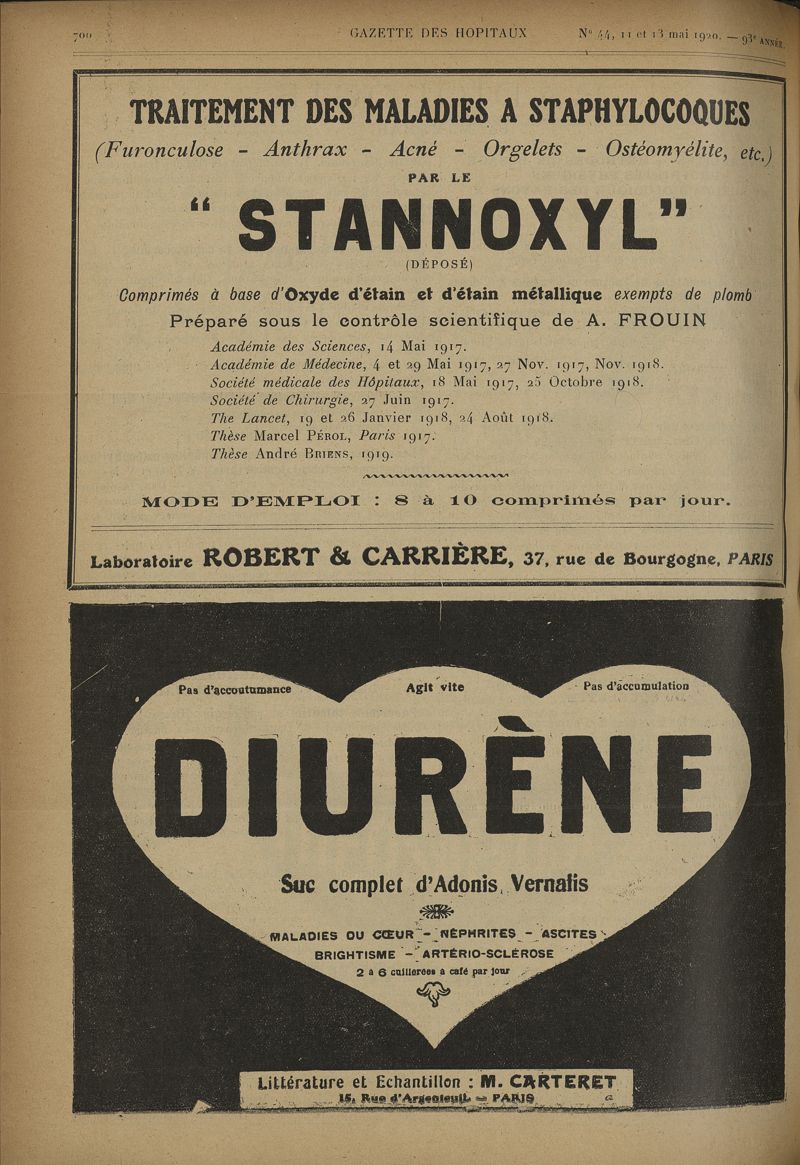 700
GAZETTE DES HOPITAUX
N° 44, 11 et 13 mai 1920. — 93e ANNÉE.
TRAITEMENT DES MALADIES A STAPHYLOCOQUES
(Furonculose - Anthrax - Acné - Orgelets - Ostéomyélite, etc.)
PAR LE
“ STANNOXYL”
(DÉPOSÉ)
Comprimés à base d'Oxyde d'étain et d'étain métallique exempts de plomb
Préparé sous le contrôle scientifique de A. FROUIN
Académie des Sciences, 14 Mai 1917.
Académie de Médecine, 4 et 29 Mai 1917, 27 Nov. 1917, Nov. 1918.
Société médicale des Hôpitaux, 18 Mai 1917, 25 Octobre 1918.
Société de Chirurgie, 27 Juin 1917.
The Lancet, 19 et 26 Janvier 1918, 24 Août 1918.
Thèse Marcel PÉROL, Paris 1917.
Thèse André BRIENS, 1919.
MODE D'EMPLOI : 8 à 10 comprimés par jour.
Laboratoire ROBERT & CARRIÈRE, 37, rue de Bourgogne, PARIS
Pas d'accoutumance
Agit vite
Pas d'accumulation
DIURÈNE
Suc complet d'Adonis Vernalis
MALADIES DU CŒUR - NÉPHRITES - ASCITES
BRIGHTISME - ARTÉRIO-SCLÉROSE
2 à 6 cuillerées à café par jour
Littérature et Echantillon : M. CARTERET
15, Rue d'Argenteuil — PARIS